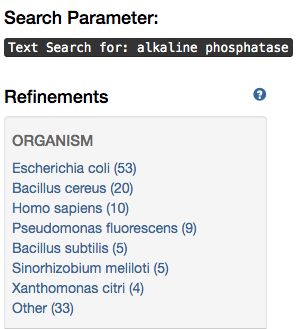 Search Parameter:
Text Search for: alkaline phosphatase
Refinements
?
ORGANISM
Escherichia coli (53)
Bacillus cereus (20)
Homo sapiens (10)
Pseudomonas fluorescens (9)
Bacillus subtilis (5)
Sinorhizobium meliloti (5)
Xanthomonas citri (4)
Other (33)